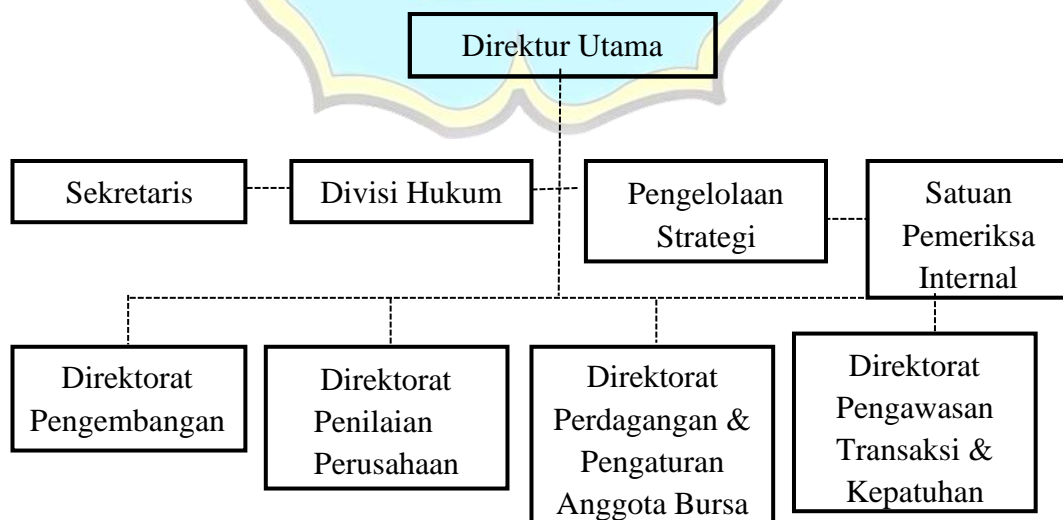 Direktur Utama
Sekretaris
Divisi Hukum
Pengelolaan
Strategi
Satuan
Pemeriksa
Internal
Direktorat
Pengembangan
Direktorat
Penilaian
Perusahaan
Direktorat
Perdagangan &
Pengaturan
Anggota Bursa
Direktorat
Pengawasan
Transaksi &
Kepatuhan